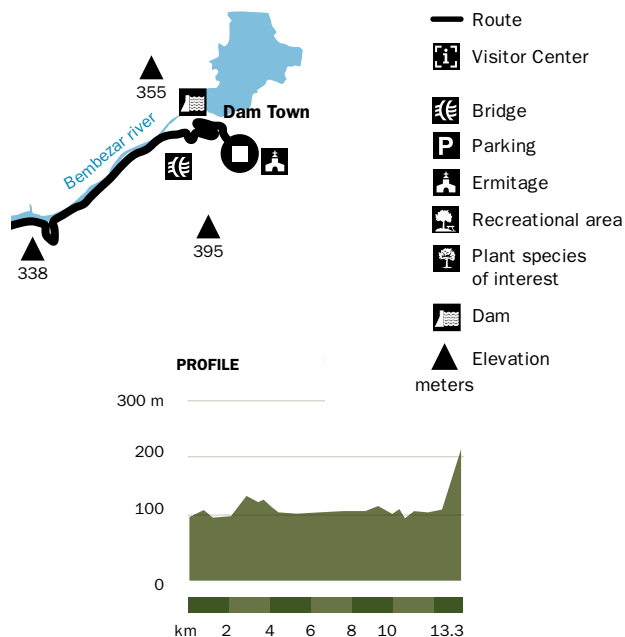 355
Dam Town
Bembezar river
395
338
Route
Visitor Center
Bridge
P
Parking
Ermitage
Recreational area
Plant species
of interest
Dam
Elevation
meters
PROFILE
300 m
200
100
0
km 2 4 6 8 10 13.3